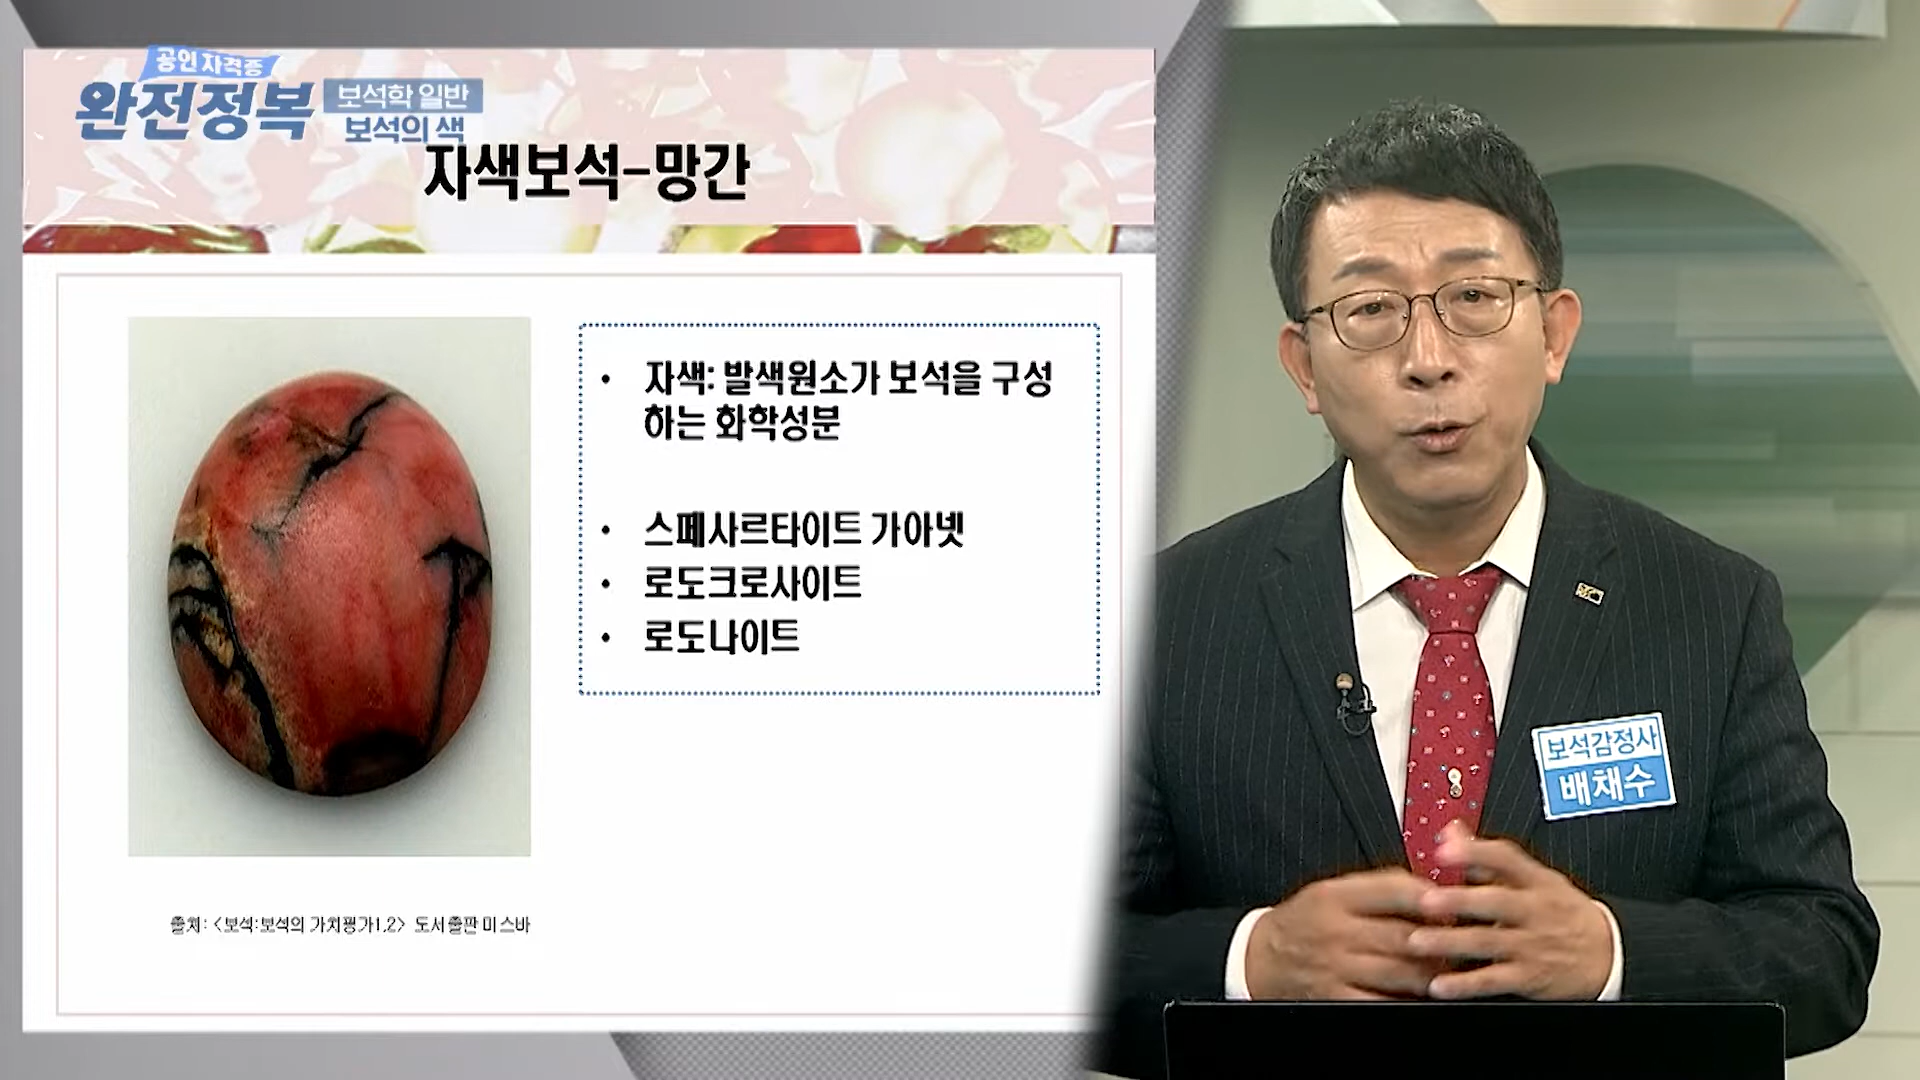 공인 자격증
완전정복
보석학 일반
보석의 색
자색보석-망간
• 자색: 발색원소가 보석을 구성
하는 화학성분
• 스폐사르타이트 가아넷
• 로도크로사이트
• 로도나이트
출처: <보석:보석의 가치평가1,2> 도서출판 미스바
보석감정사
배채수